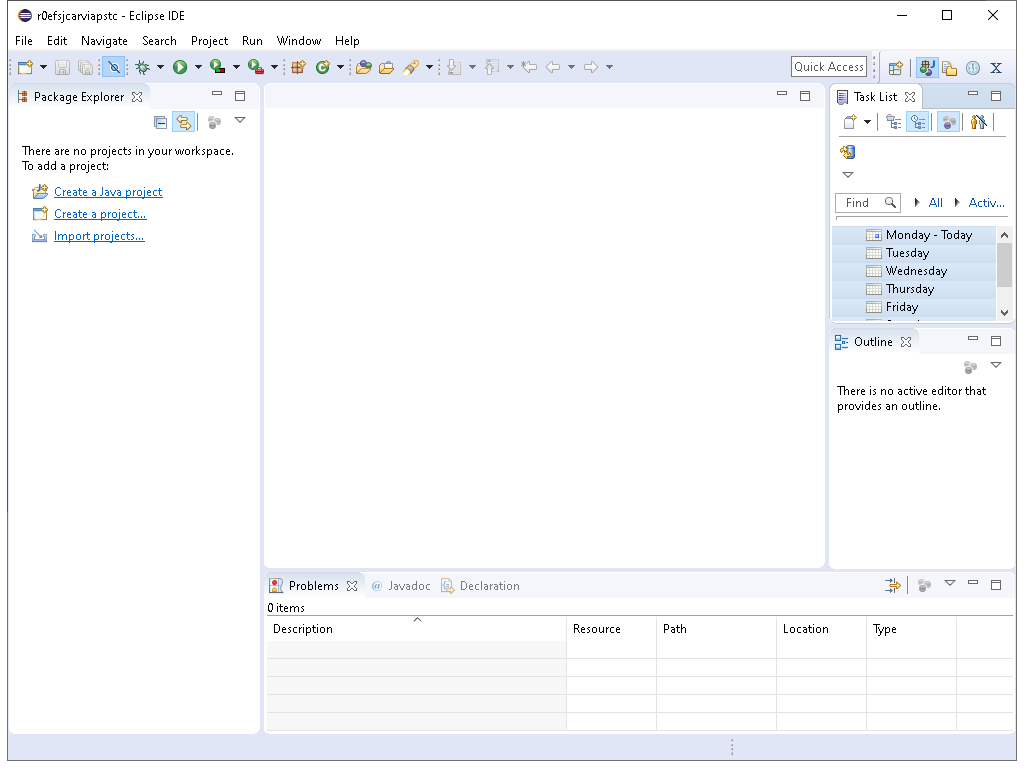 r0efsjcarviapstc - Eclipse IDE
File Edit Navigate Search Project Run Window Help
Quick Access
Package Explorer
There are no projects in your workspace.
To add a project:
Create a Java project
Create a project...
Import projects...
Task List
Find All Activ...
Monday - Today
Tuesday
Wednesday
Thursday
Friday
Outline
There is no active editor that
provides an outline.
Problems @ Javadoc Declaration
0 items
Description Resource Path Location Type